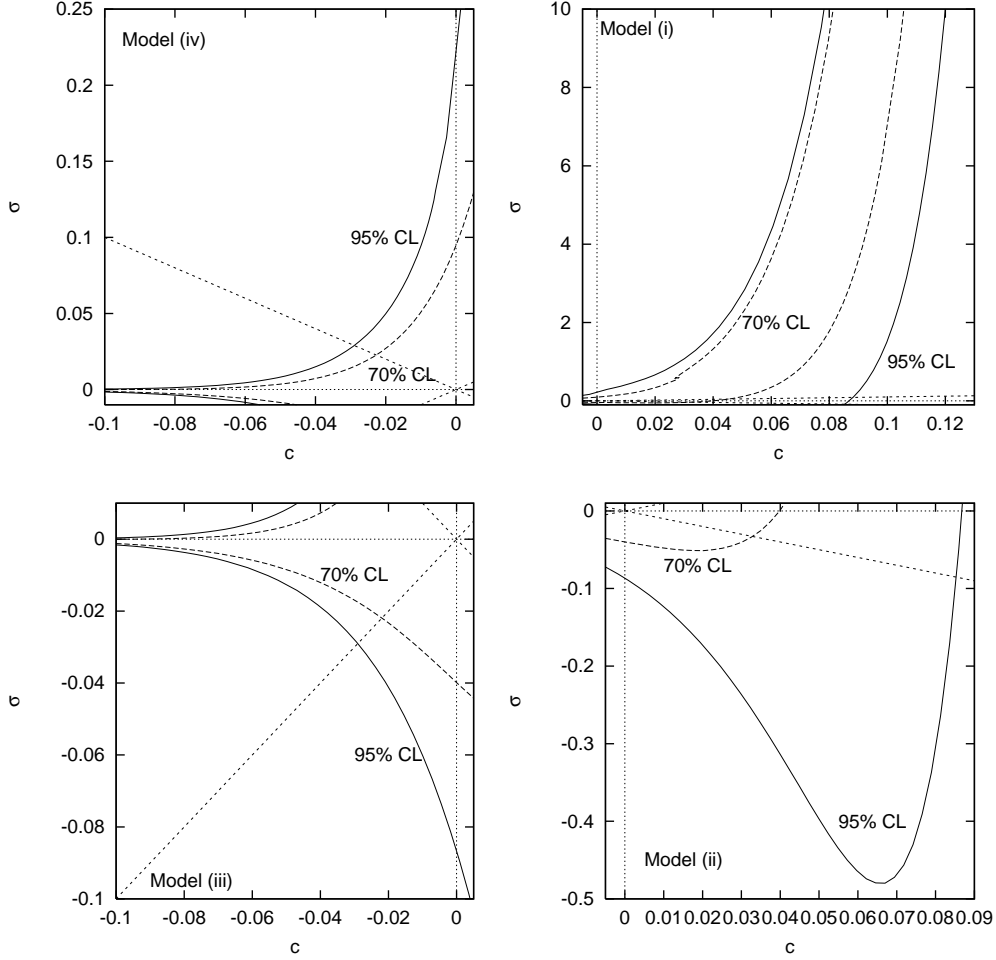 0.25
0.2
0.15
0.1
0.05
0
σ
Model (iv)
95% CL
70% CL
-0.1 -0.08 -0.06 -0.04 -0.02 0
c
10
8
6
4
2
0
σ
Model (i)
70% CL
95% CL
0 0.02 0.04 0.06 0.08 0.1 0.12
c
0
-0.02
-0.04
-0.06
-0.08
-0.1
σ
70% CL
95% CL
Model (iii)
-0.1 -0.08 -0.06 -0.04 -0.02 0
c
0
-0.1
-0.2
-0.3
-0.4
-0.5
σ
70% CL
95% CL
Model (ii)
0 0.01 0.02 0.03 0.04 0.05 0.06 0.07 0.08 0.09
c